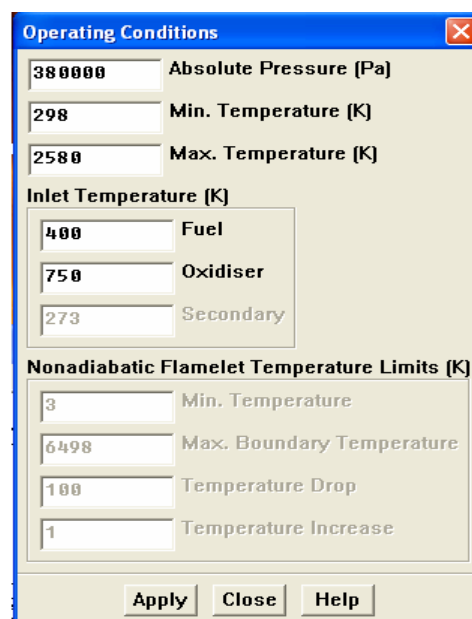 Operating Conditions
380000 Absolute Pressure (Pa)
298 Min. Temperature (K)
2580 Max. Temperature (K)
Inlet Temperature (K)
400 Fuel
750 Oxidiser
273 Secondary
Nonadiabatic Flamelet Temperature Limits (K)
3 Min. Temperature
6498 Max. Boundary Temperature
100 Temperature Drop
1 Temperature Increase
Apply Close Help